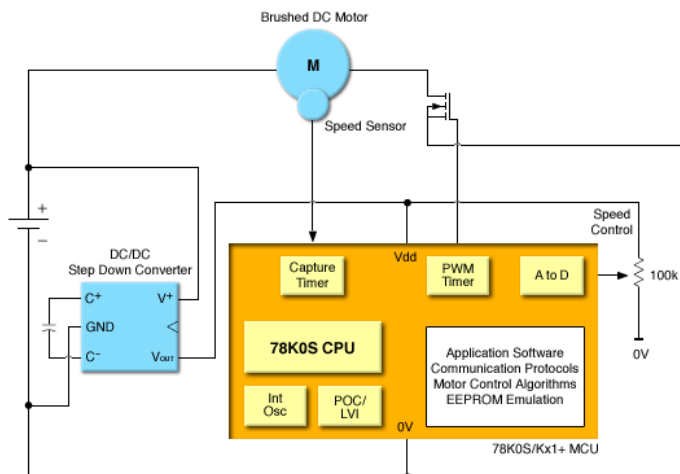 Brushed DC Motor
M
Speed Sensor
+
−
DC/DC
Step Down Converter
C+
V+
GND
C−
VOUT
Speed
Control
100k
0V
Vdd
Capture
Timer
PWM
Timer
A to D
78K0S CPU
Application Software
Communication Protocols
Motor Control Algorithms
EEPROM Emulation
Int
Osc
POC/
LVI
0V
78K0S/Kx1+ MCU